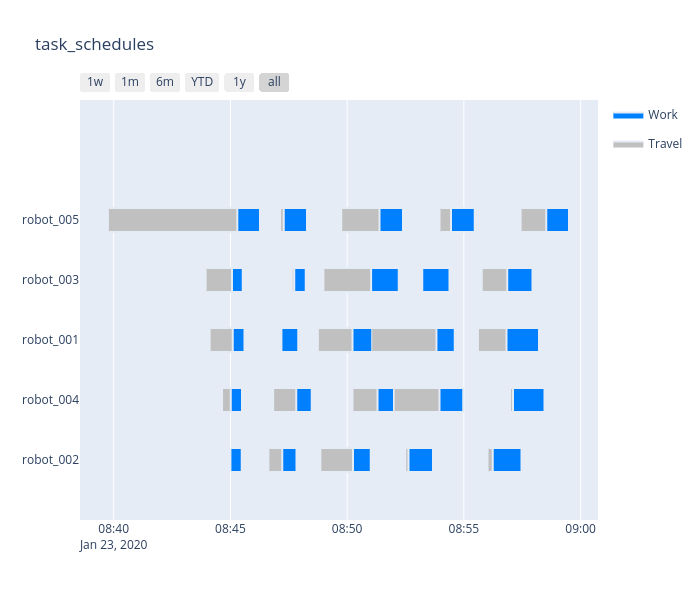 task_schedules
1w 1m 6m YTD 1y all
Work
Travel
robot_005
robot_003
robot_001
robot_004
robot_002
08:40 08:45 08:50 08:55 09:00
Jan 23, 2020